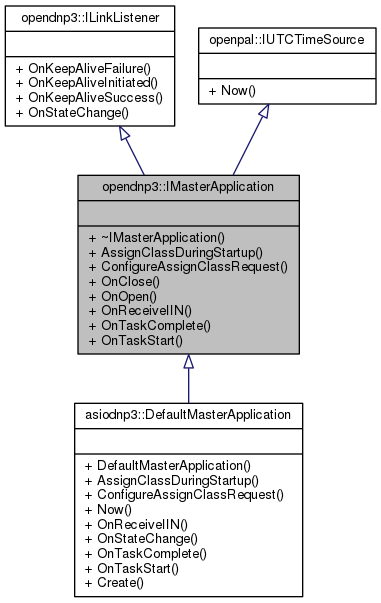 opendnp3::ILinkListener
+ OnKeepAliveFailure()
+ OnKeepAliveInitiated()
+ OnKeepAliveSuccess()
+ OnStateChange()
openpal::IUTCTimeSource
+ Now()
opendnp3::IMasterApplication
+ ~IMasterApplication()
+ AssignClassDuringStartup()
+ ConfigureAssignClassRequest()
+ OnClose()
+ OnOpen()
+ OnReceiveIIN()
+ OnTaskComplete()
+ OnTaskStart()
asiodnp3::DefaultMasterApplication
+ DefaultMasterApplication()
+ AssignClassDuringStartup()
+ ConfigureAssignClassRequest()
+ Now()
+ OnReceiveIIN()
+ OnStateChange()
+ OnTaskComplete()
+ OnTaskStart()
+ Create()